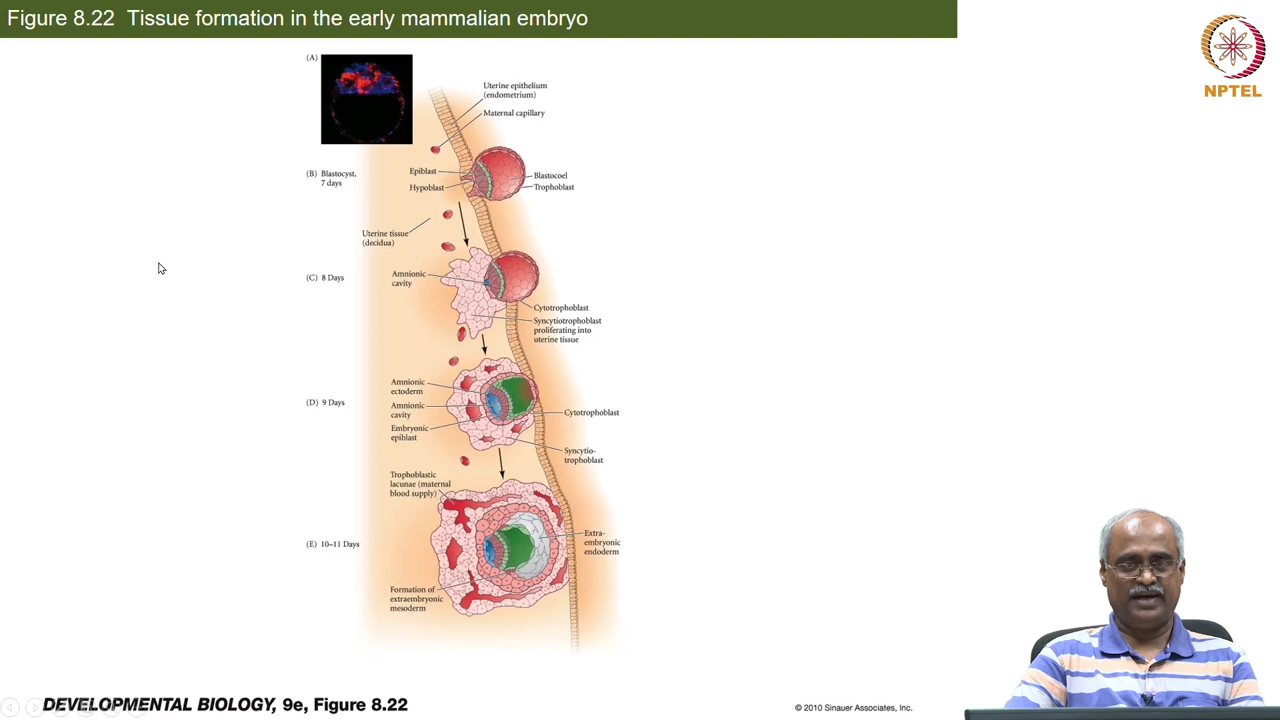 Figure 8.22 Tissue formation in the early mammalian embryo
NPTEL
(A)
Uterine epithelium
(endometrium)
Maternal capillary
(B) Blastocyst,
7 days
Epiblast
Hypoblast
Blastocoel
Trophoblast
Uterine tissue
(decidua)
(C) 8 Days
Amnionic
cavity
Cytotrophoblast
Syncytiotrophoblast
proliferating into
uterine tissue
(D) 9 Days
Amnionic
ectoderm
Amnionic
cavity
Embryonic
epiblast
Cytotrophoblast
Syncytio-
trophoblast
Trophoblastic
lacunae (maternal
blood supply)
(E) 10–11 Days
Extra-
embryonic
endoderm
Formation of
extraembryonic
mesoderm
DEVELOPMENTAL BIOLOGY, 9e, Figure 8.22
© 2010 Sinauer Associates, Inc.